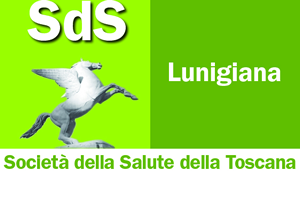 SdS
Lunigiana
Società della Salute della Toscana